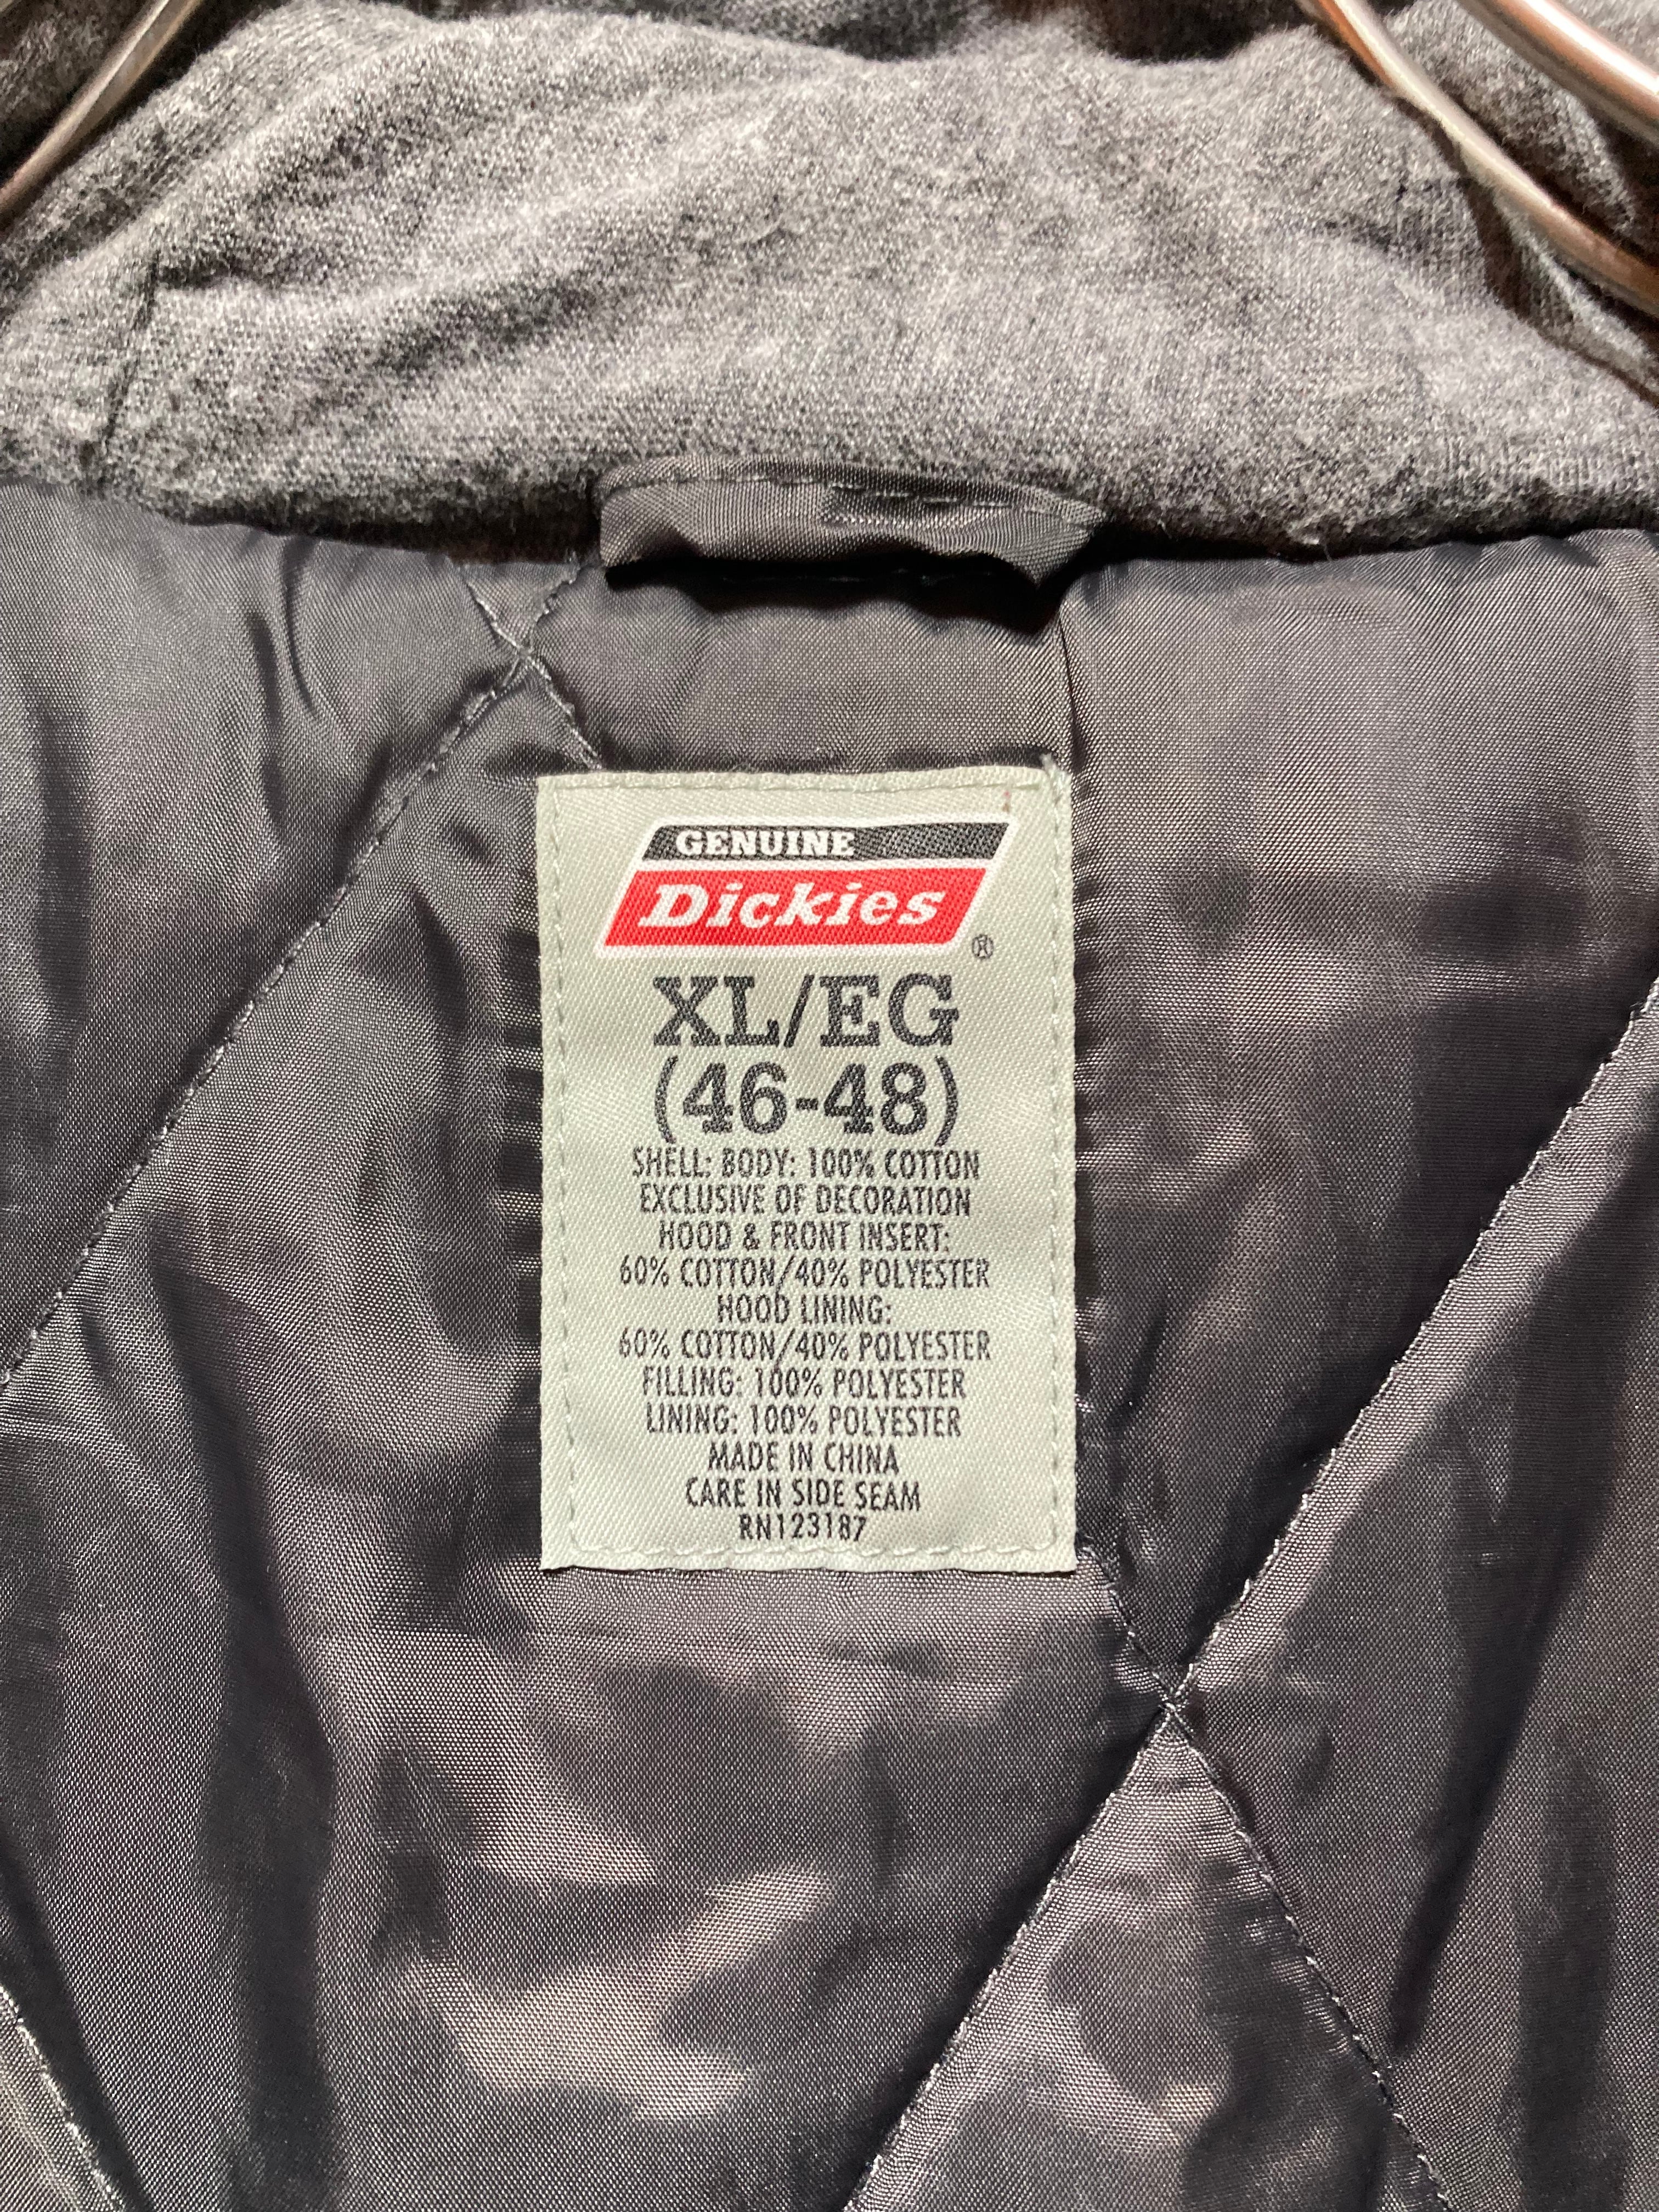 GENUINE
Dickies
®
XL/EG
(46-48)
SHELL: BODY: 100% COTTON
EXCLUSIVE OF DECORATION
HOOD & FRONT INSERT:
60% COTTON/40% POLYESTER
HOOD LINING:
60% COTTON/40% POLYESTER
FILLING: 100% POLYESTER
LINING: 100% POLYESTER
MADE IN CHINA
CARE IN SIDE SEAM
RN123187